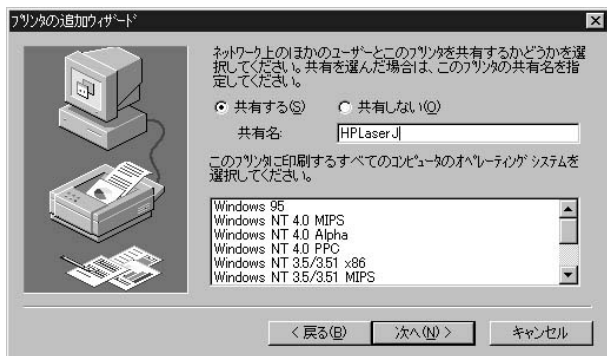 プリンタの追加ウィザード
ネットワーク上のほかのユーザーとこのプリンタを共有するかどうかを選
択してください。共有を選んだ場合は、このプリンタの共有名を指
定してください。
共有する(S) 共有しない(O)
共有名: HPLaserJ
このプリンタに印刷するすべてのコンピュータのオペレーティング システムを
選択してください。
Windows 95
Windows NT 4.0 MIPS
Windows NT 4.0 Alpha
Windows NT 4.0 PPC
Windows NT 3.5/3.51 x86
Windows NT 3.5/3.51 MIPS
< 戻る(B) 次へ(N) > キャンセル